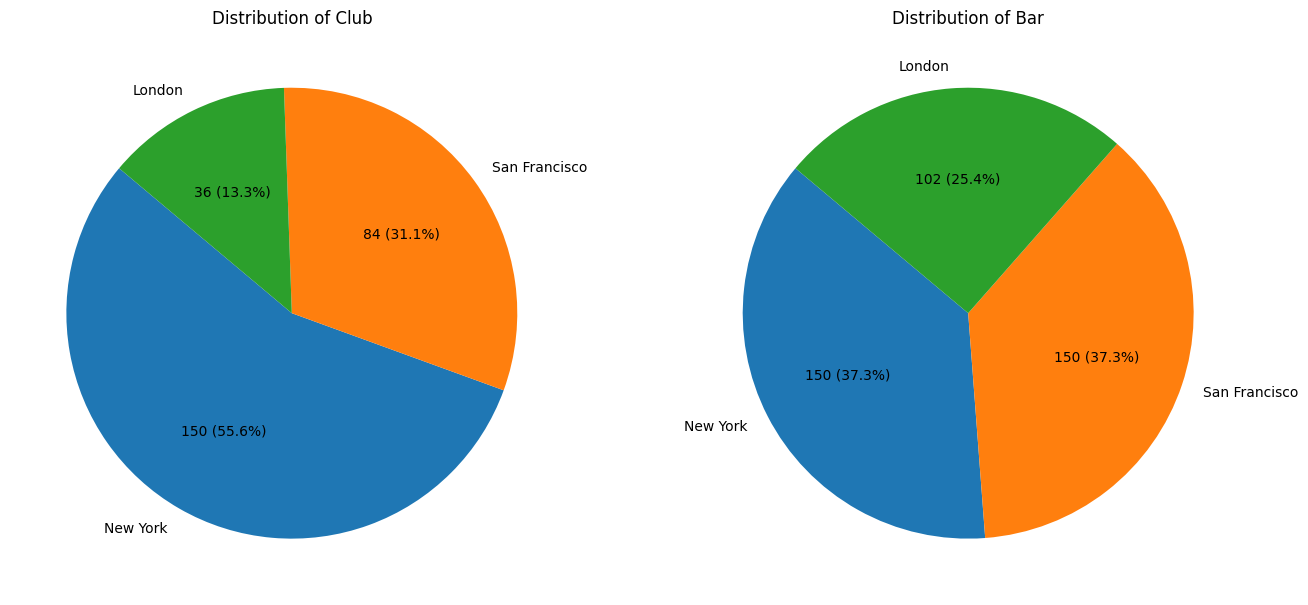 Distribution of Club
London
San Francisco
36 (13.3%)
84 (31.1%)
150 (55.6%)
New York
Distribution of Bar
London
102 (25.4%)
150 (37.3%)
150 (37.3%)
San Francisco
New York